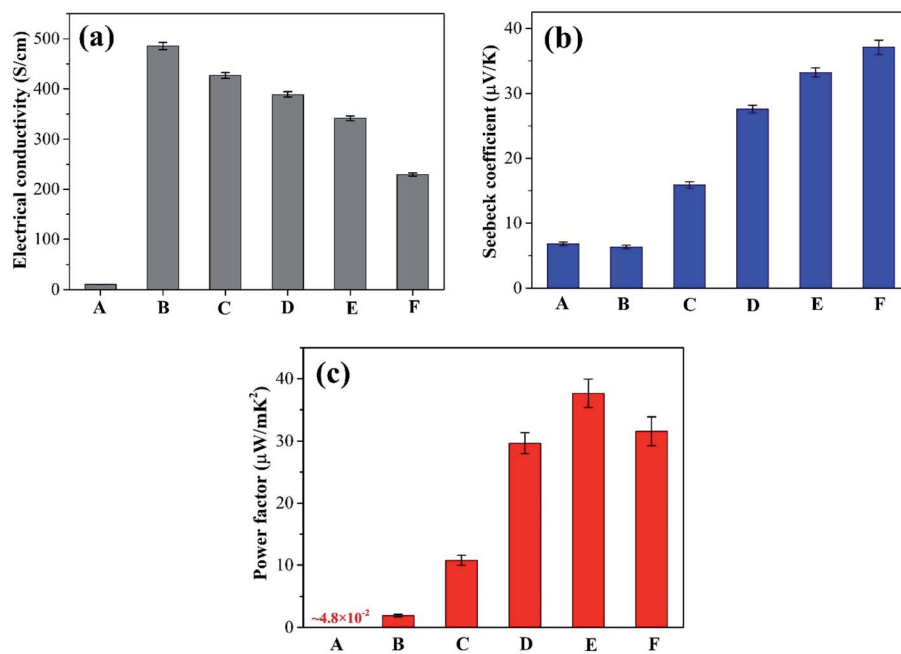 (a)
Electrical conductivity (S/cm)
500
400
300
200
100
0
A B C D E F
(b)
Seebeck coefficient (μV/K)
40
30
20
10
0
A B C D E F
(c)
Power factor (μW/mK²)
40
30
20
10
0
~4.8×10⁻²
A B C D E F